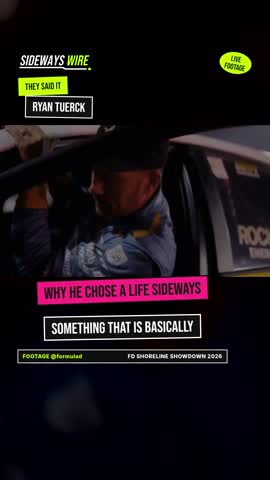 SIDEWAYS WIRE.
LIVE FOOTAGE
THEY SAID IT
RYAN TUERCK
ROCK
WHY HE CHOSE A LIFE SIDEWAYS
SOMETHING THAT IS BASICALLY
FOOTAGE @formulad
FD SHORELINE SHOWDOWN 2026